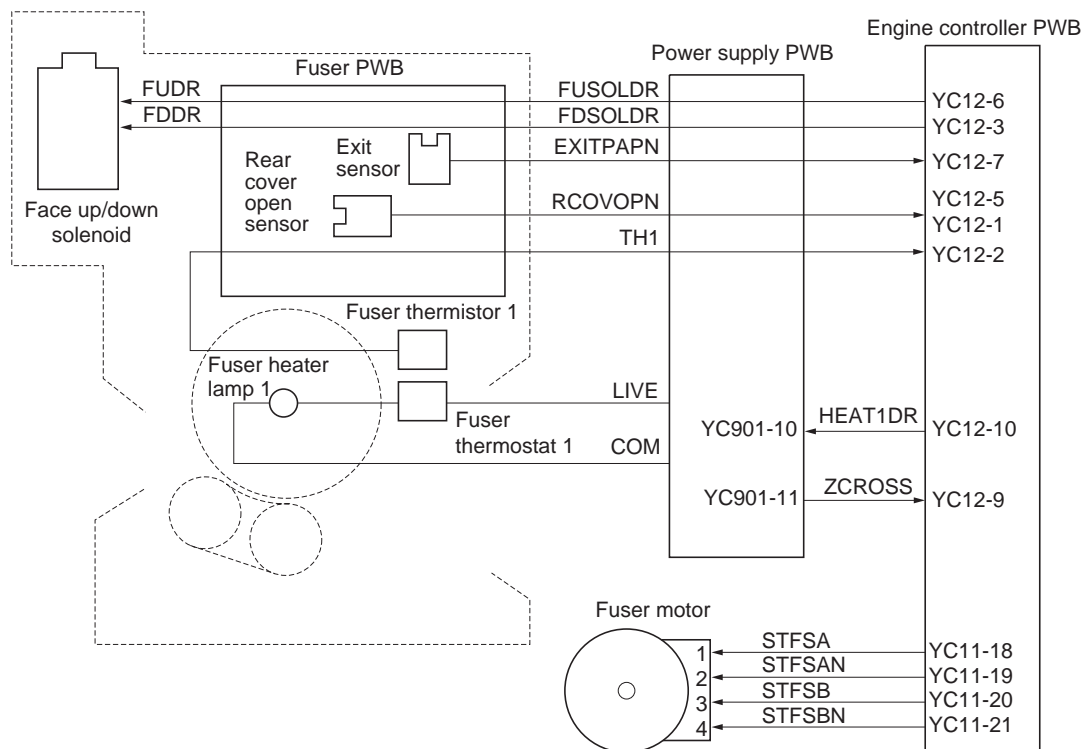 Engine controller PWB
Power supply PWB
Fuser PWB
FUDR
FUSOLDR
YC12-6
FDDR
FDSOLDR
YC12-3
Exit
sensor
EXITPAPN
YC12-7
Rear
cover
open
sensor
RCOVOPN
YC12-5
YC12-1
Face up/down
solenoid
TH1
YC12-2
Fuser thermistor 1
Fuser heater
lamp 1
LIVE
Fuser
thermostat 1
COM
YC901-10
HEAT1DR
YC12-10
YC901-11
ZCROSS
YC12-9
Fuser motor
1
STFSA
YC11-18
2
STFSAN
YC11-19
3
STFSB
YC11-20
4
STFSBN
YC11-21